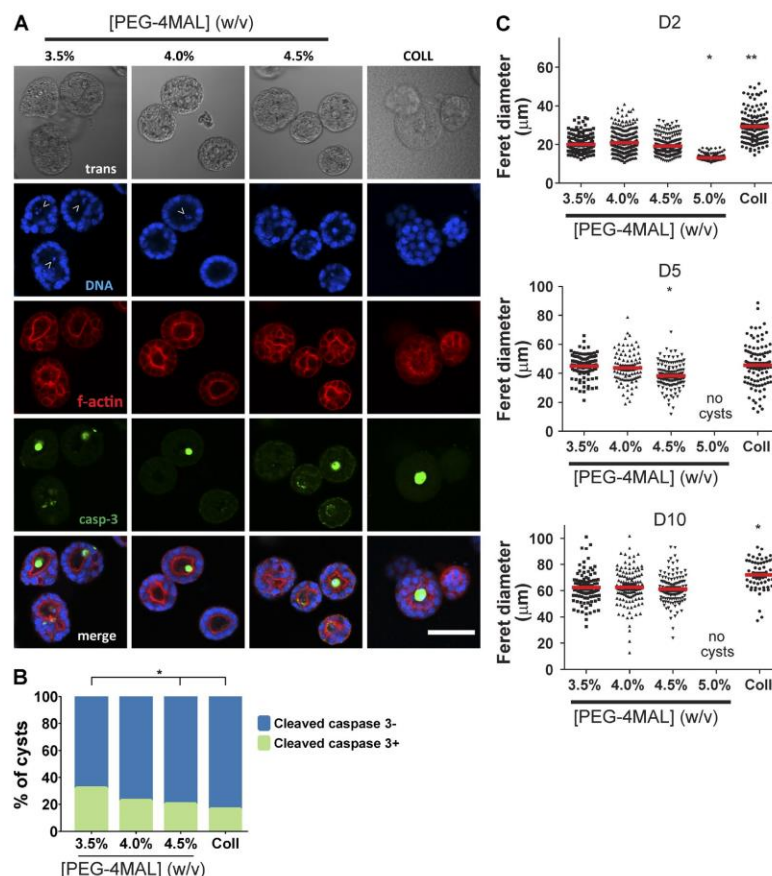 A
[PEG-4MAL] (w/v)
3.5% 4.0% 4.5% COLL
trans
DNA
f-actin
casp-3
merge
B
*
100
80
60
40
20
0
% of cysts
3.5% 4.0% 4.5% Coll
[PEG-4MAL] (w/v)
Cleaved caspase 3-
Cleaved caspase 3+
C
D2
* **
Feret diameter
(μm)
60
40
20
0
3.5% 4.0% 4.5% 5.0% Coll
[PEG-4MAL] (w/v)
D5
*
Feret diameter
(μm)
100
80
60
40
20
0
no
cysts
3.5% 4.0% 4.5% 5.0% Coll
[PEG-4MAL] (w/v)
D10
*
Feret diameter
(μm)
120
100
80
60
40
20
0
no
cysts
3.5% 4.0% 4.5% 5.0% Coll
[PEG-4MAL] (w/v)